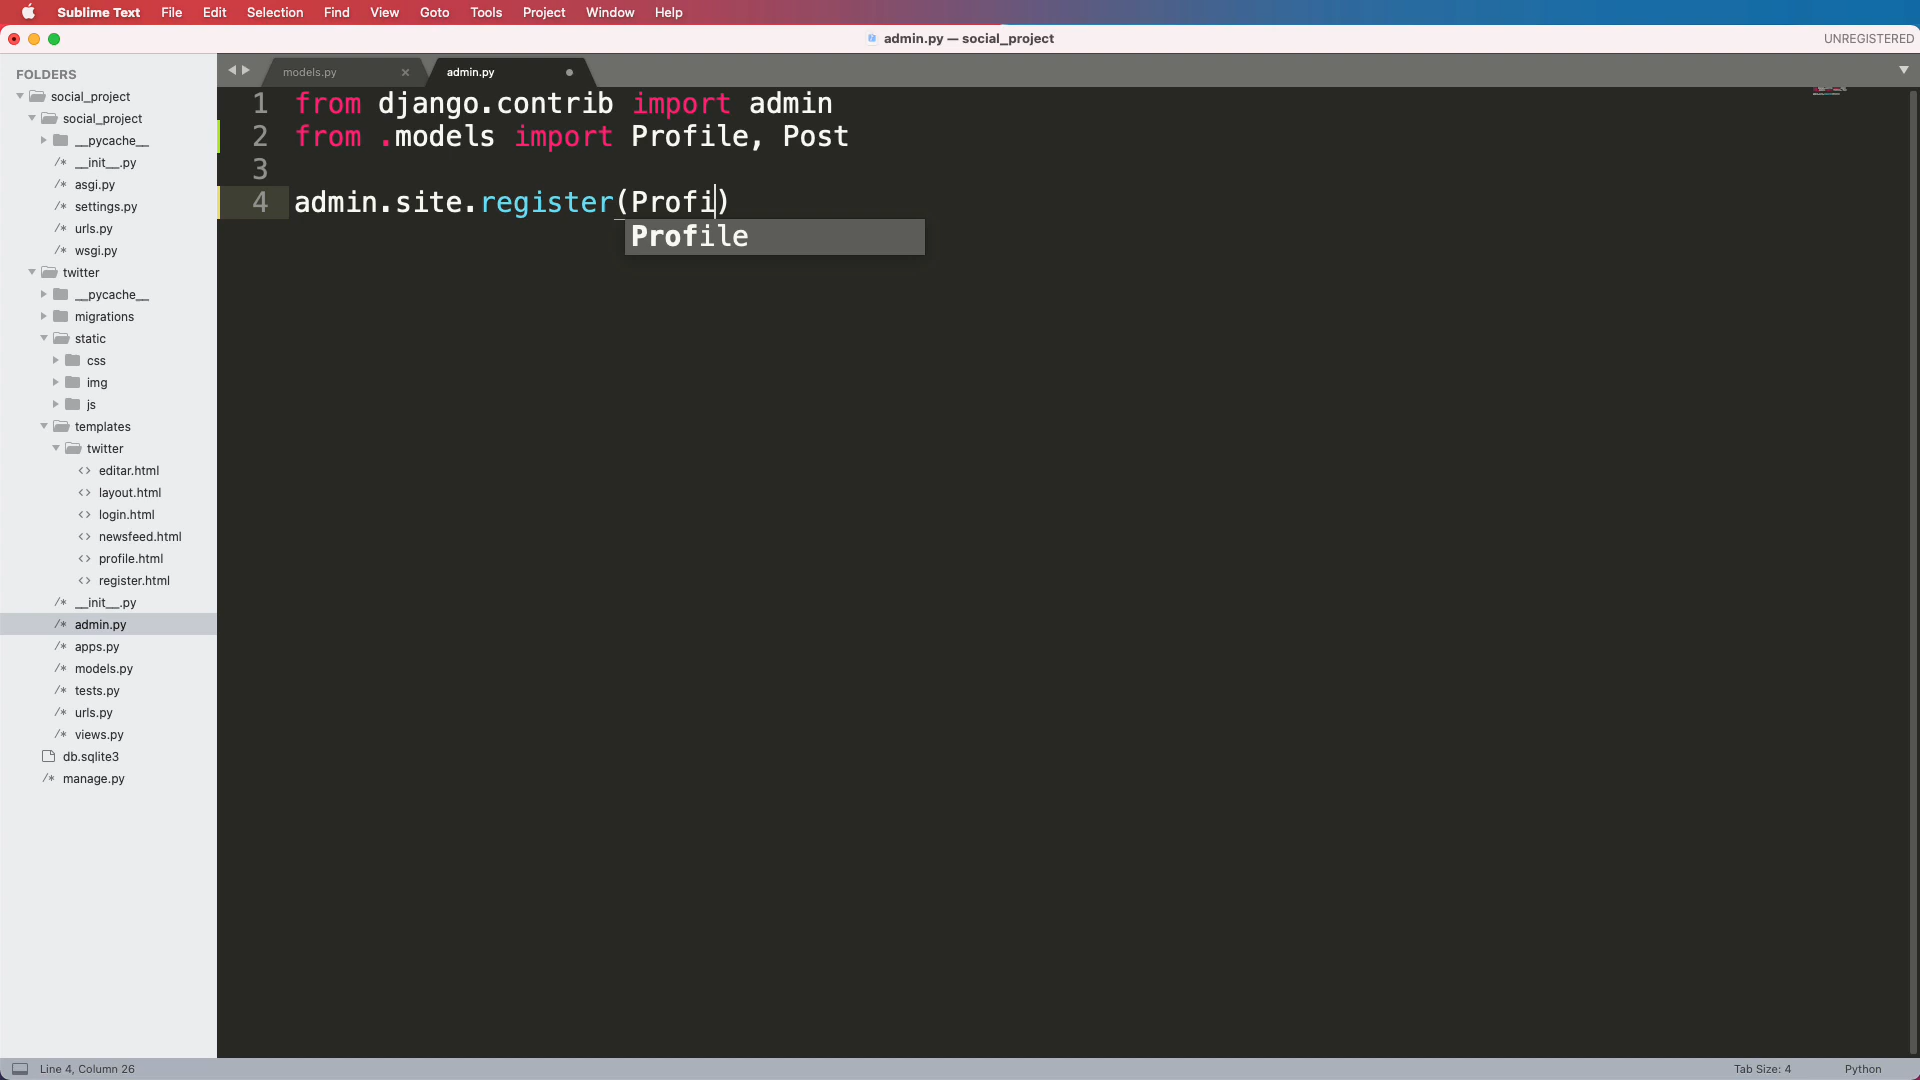 Sublime Text File Edit Selection Find View Goto Tools Project Window Help
admin.py — social_project
UNREGISTERED
FOLDERS
social_project
social_project
__pycache__
/* __init__.py
/* asgi.py
/* settings.py
/* urls.py
/* wsgi.py
twitter
__pycache__
migrations
static
css
img
js
templates
twitter
<> editar.html
<> layout.html
<> login.html
<> newsfeed.html
<> profile.html
<> register.html
/* __init__.py
/* admin.py
/* apps.py
/* models.py
/* tests.py
/* urls.py
/* views.py
db.sqlite3
/* manage.py
models.py
admin.py
1 from django.contrib import admin
2 from .models import Profile, Post
3
4 admin.site.register(Profi)
Profile
Line 4, Column 26
Tab Size: 4
Python